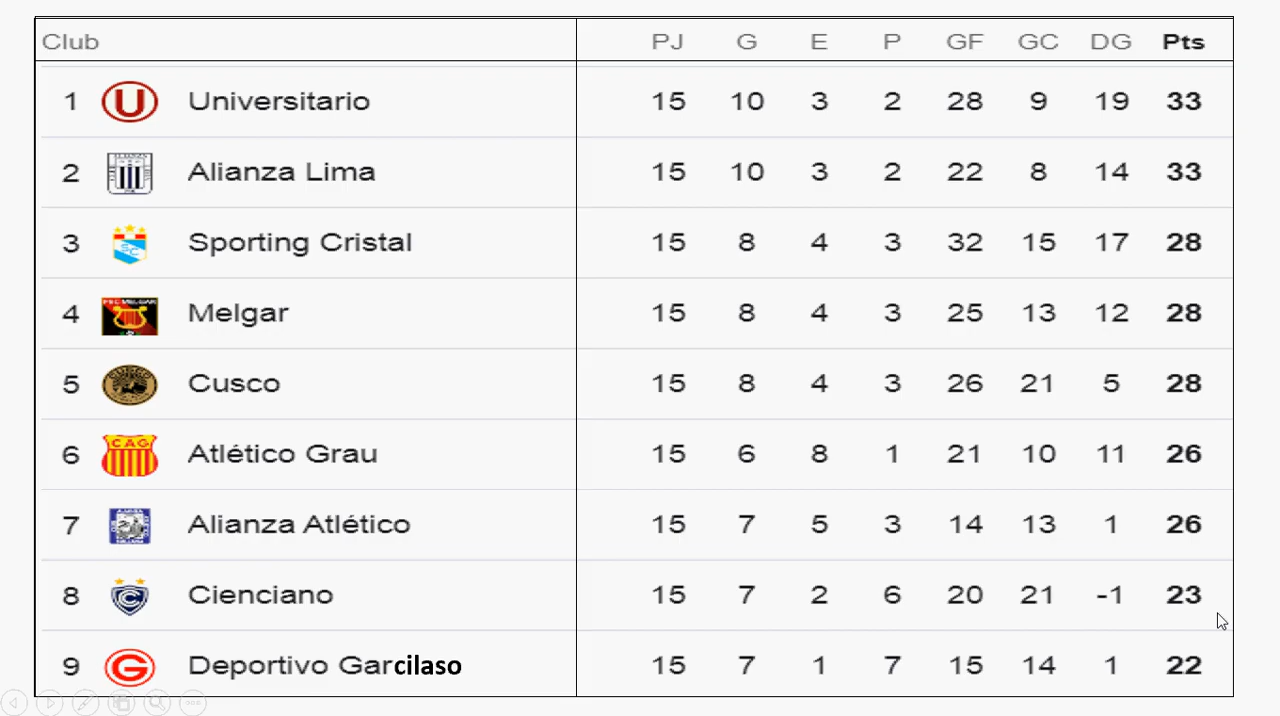 Club PJ G E P GF GC DG Pts
1 U Universitario 15 10 3 2 28 9 19 33
2 Alianza Lima 15 10 3 2 22 8 14 33
3 SC Sporting Cristal 15 8 4 3 32 15 17 28
4 FBC MELGAR Melgar 15 8 4 3 25 13 12 28
5 CUSCO Cusco 15 8 4 3 26 21 5 28
6 CAG Atlético Grau 15 6 8 1 21 10 11 26
7 Alianza Atlético 15 7 5 3 14 13 1 26
8 C Cienciano 15 7 2 6 20 21 -1 23
9 G Deportivo Garcilaso 15 7 1 7 15 14 1 22